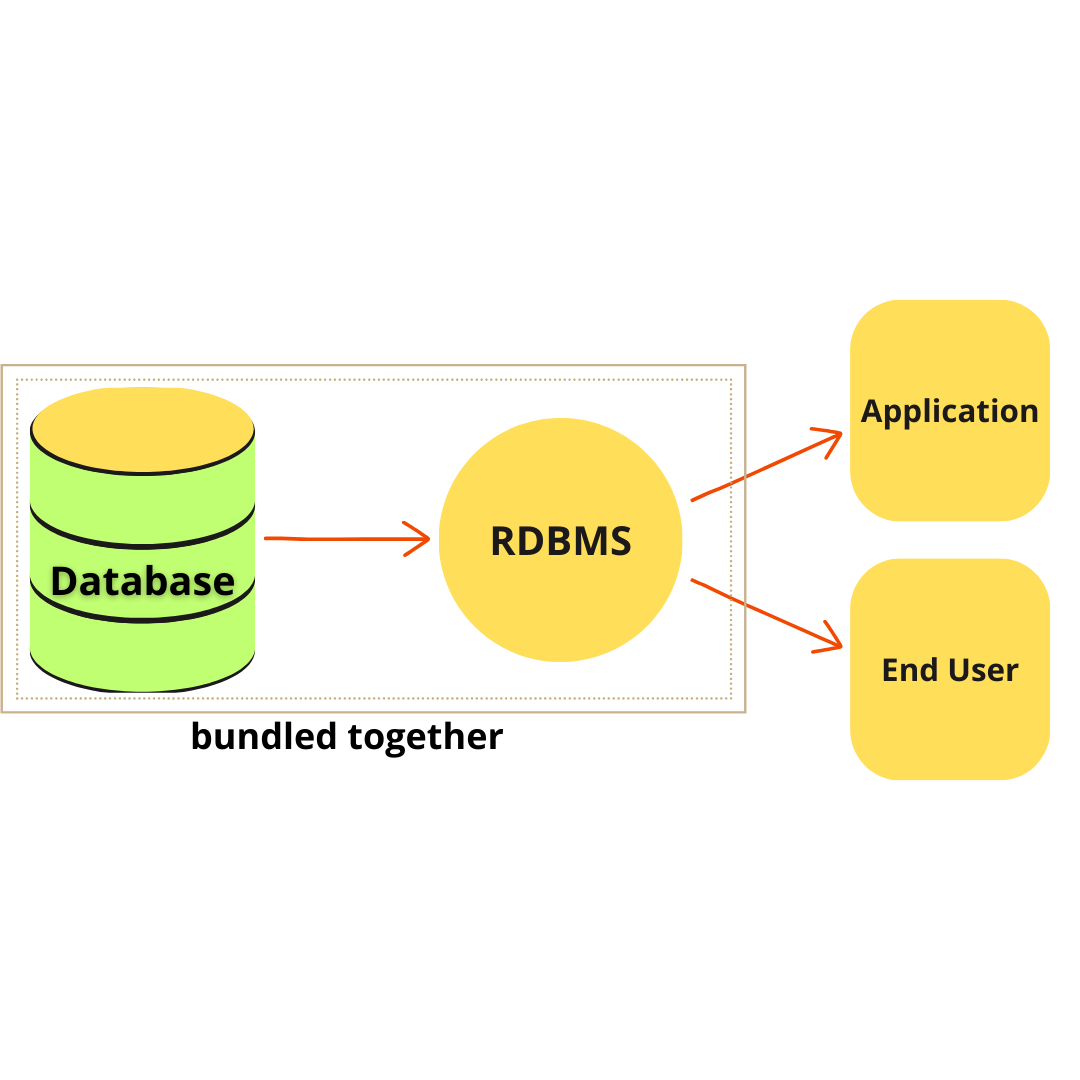 Application
RDBMS
Database
End User
bundled together